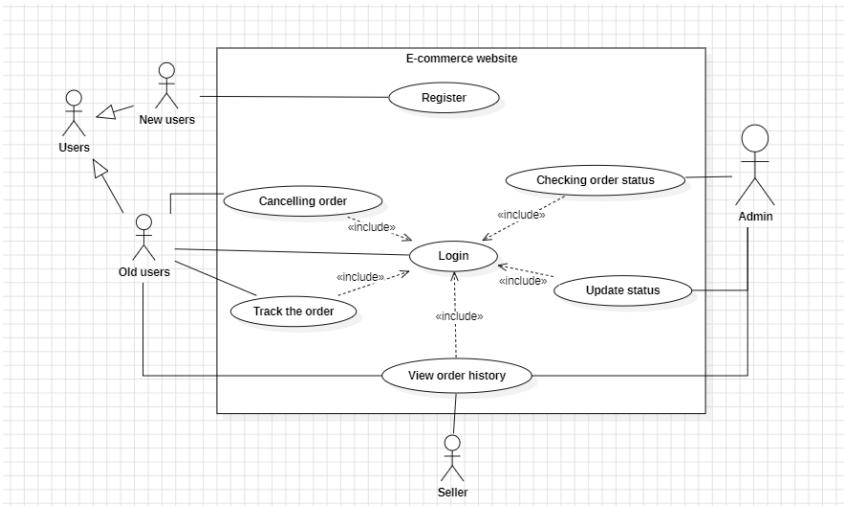 E-commerce website
Register
New users
Users
Checking order status
Cancelling order
Admin
«include»
«include»
Login
Old users
«include»
«include»
Update status
Track the order
«include»
View order history
Seller